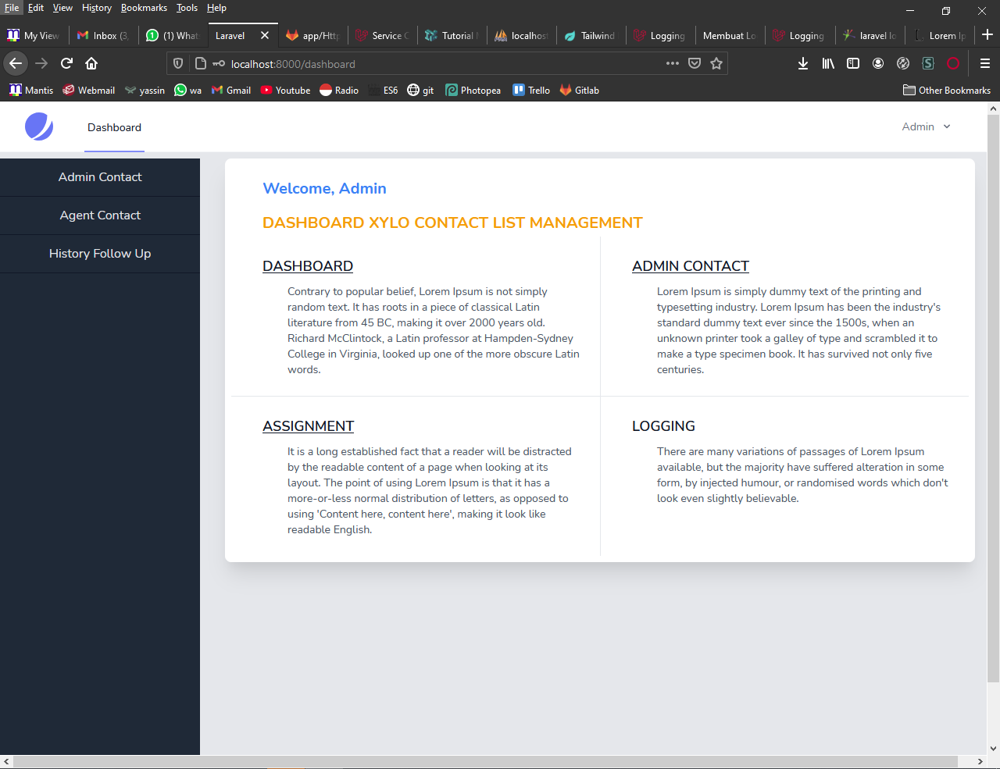 File Edit View History Bookmarks Tools Help
My View Inbox (3, (1) What Laravel app/Http Service C Tutorial localhost Tailwind Logging Membuat Lo Logging laravel lo Lorem Ip
localhost:8000/dashboard
Mantis Webmail yassin wa Gmail Youtube Radio ES6 git Photopea Trello Gitlab Other Bookmarks
Dashboard Admin
Admin Contact
Agent Contact
History Follow Up
Welcome, Admin
DASHBOARD XYLO CONTACT LIST MANAGEMENT
DASHBOARD
Contrary to popular belief, Lorem Ipsum is not simply
random text. It has roots in a piece of classical Latin
literature from 45 BC, making it over 2000 years old.
Richard McClintock, a Latin professor at Hampden-Sydney
College in Virginia, looked up one of the more obscure Latin
words.
ADMIN CONTACT
Lorem Ipsum is simply dummy text of the printing and
typesetting industry. Lorem Ipsum has been the industry's
standard dummy text ever since the 1500s, when an
unknown printer took a galley of type and scrambled it to
make a type specimen book. It has survived not only five
centuries.
ASSIGNMENT
It is a long established fact that a reader will be distracted
by the readable content of a page when looking at its
layout. The point of using Lorem Ipsum is that it has a
more-or-less normal distribution of letters, as opposed to
using 'Content here, content here', making it look like
readable English.
LOGGING
There are many variations of passages of Lorem Ipsum
available, but the majority have suffered alteration in some
form, by injected humour, or randomised words which don't
look even slightly believable.